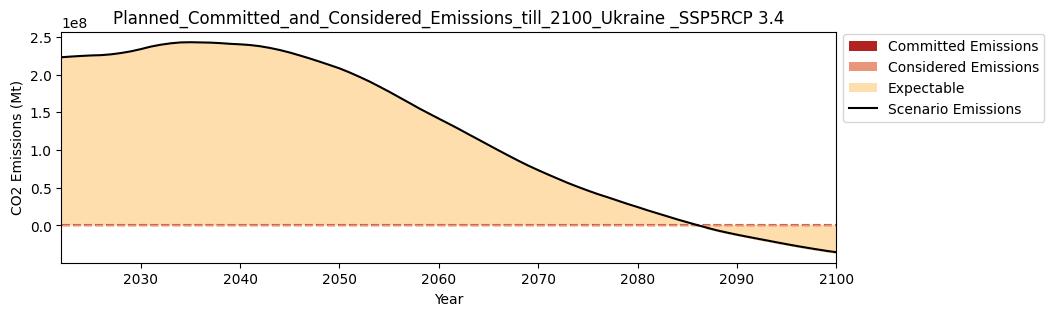 Planned_Committed_and_Considered_Emissions_till_2100_Ukraine _SSP5RCP 3.4
1e8
2.5
2.0
1.5
1.0
0.5
0.0
CO2 Emissions (Mt)
2030 2040 2050 2060 2070 2080 2090 2100
Year
Committed Emissions
Considered Emissions
Expectable
Scenario Emissions